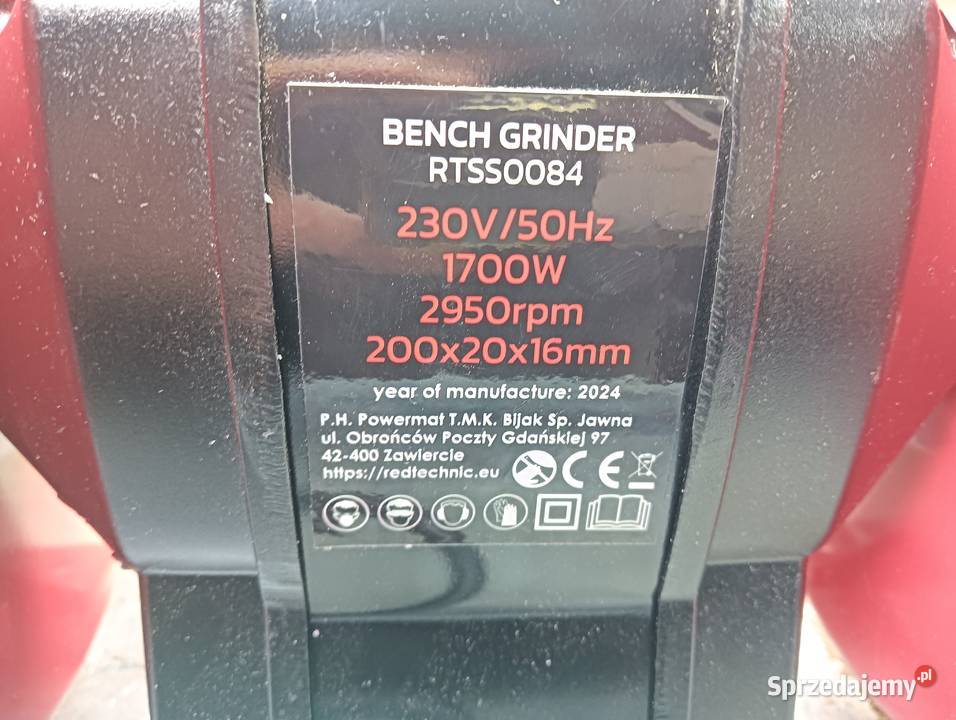 BENCH GRINDER
RTSS0084
230V/50Hz
1700W
2950rpm
200x20x16mm
year of manufacture: 2024
P.H. Powermat T.M.K. Bijak Sp. Jawna
ul. Obrońców Poczty Gdańskiej 97
42-400 Zawiercie
https://redtechnic.eu CE
Sprzedajemy.pl